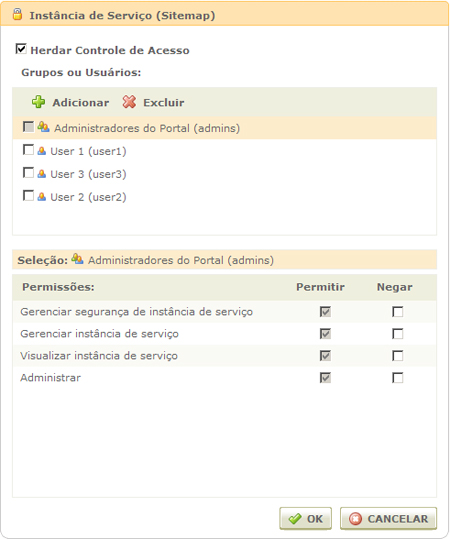 Instância de Serviço (Sitemap)
Herdar Controle de Acesso
Grupos ou Usuários:
Adicionar Excluir
Administradores do Portal (admins)
User 1 (user1)
User 3 (user3)
User 2 (user2)
Seleção: Administradores do Portal (admins)
Permissões: Permitir Negar
Gerenciar segurança de instância de serviço
Gerenciar instância de serviço
Visualizar instância de serviço
Administrar
OK CANCELAR